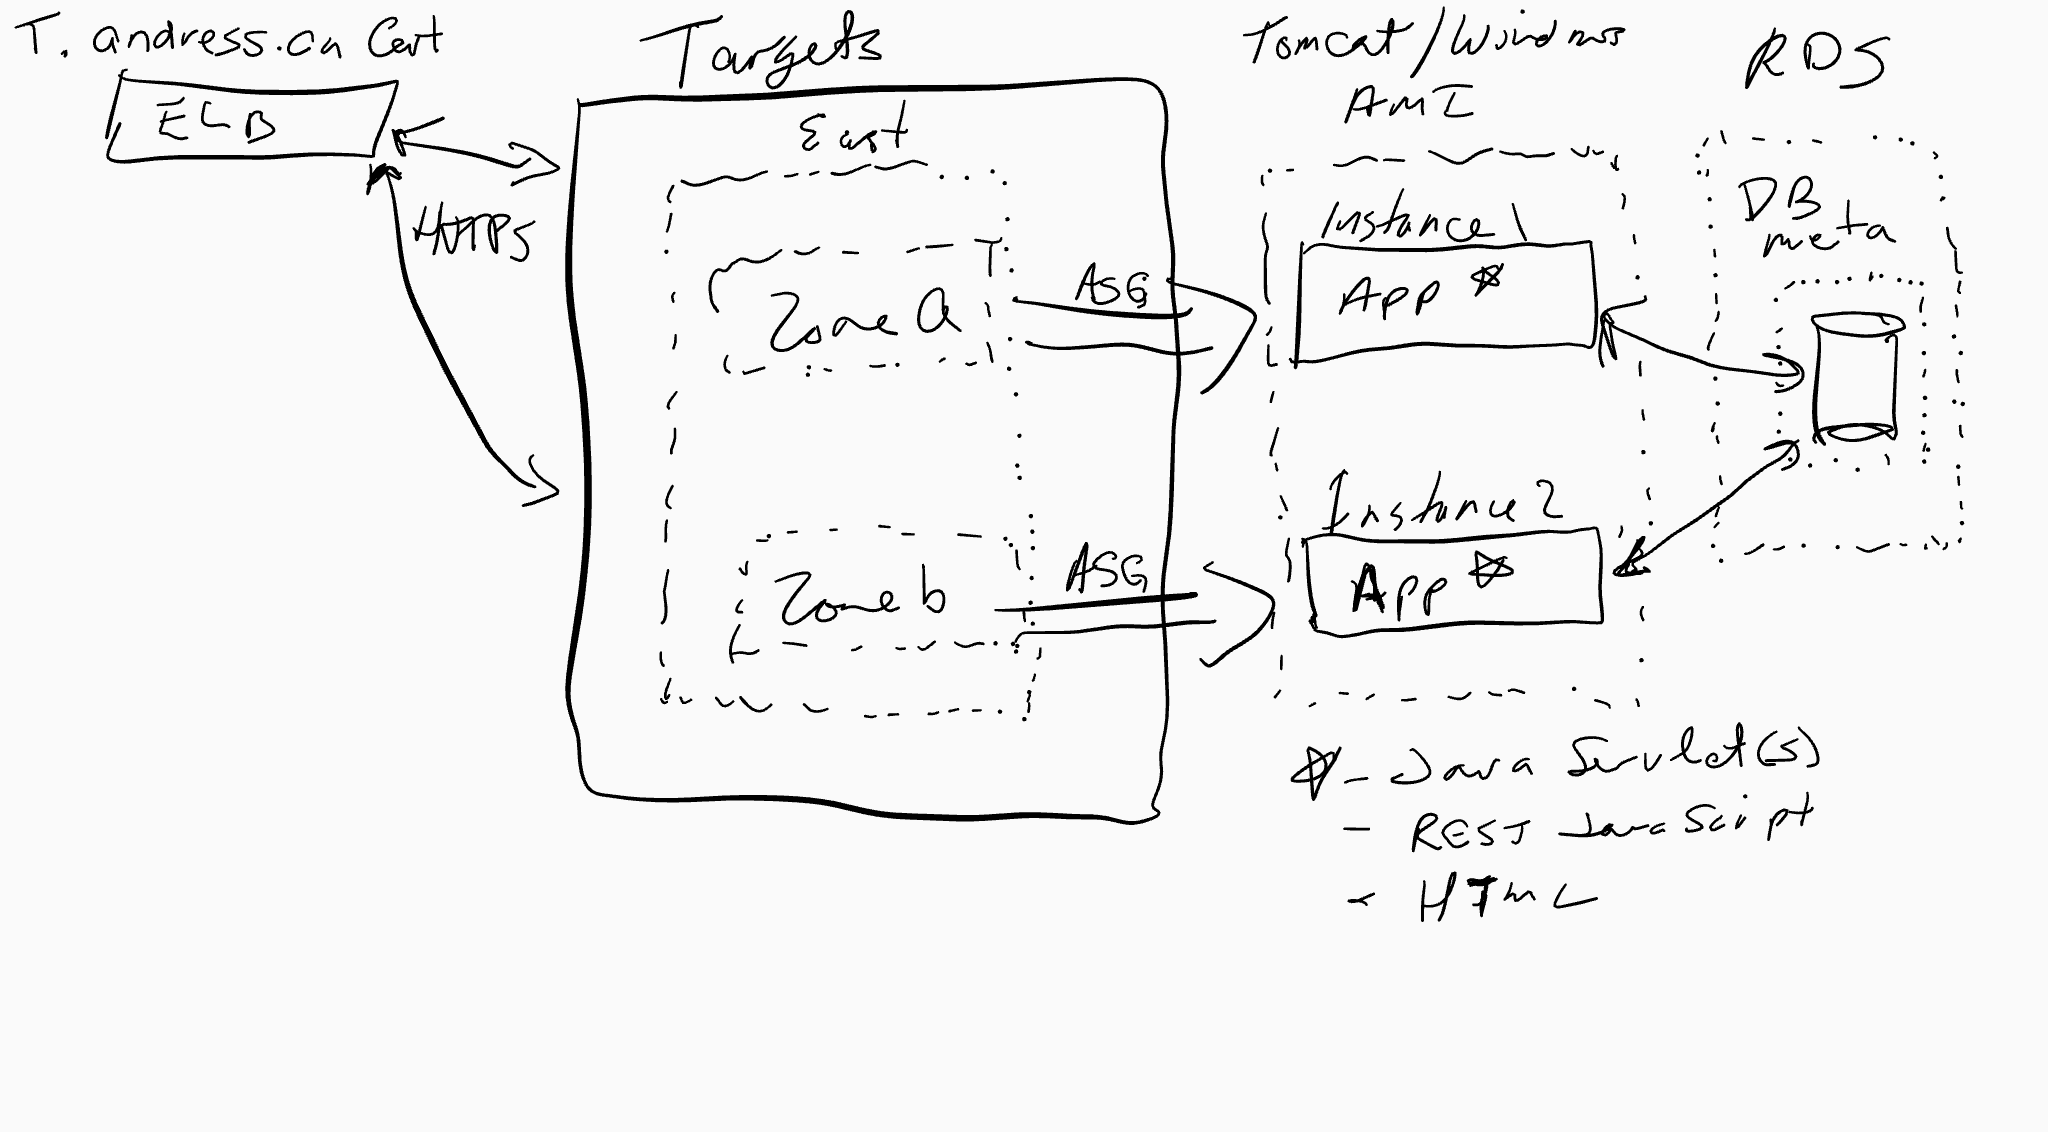 T. andress.on Cert
ELB
HTTPS
Targets
East
Zone a
Zone b
ASG
ASG
Tomcat/Windows
AMI
Instance 1
App
Instance 2
App
- Java Servlet(s)
- REST JavaScript
- HTML
RDS
DB
meta